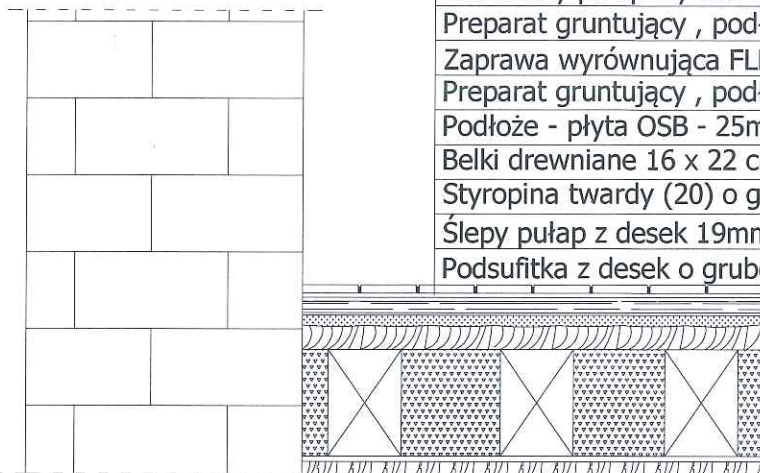 Preparat gruntujący , pod
Zaprawa wyrównująca FL
Preparat gruntujący , pod
Podłoże - płyta OSB - 25m
Belki drewniane 16 x 22 c
Styropina twardy (20) o g
Ślepy pułap z desek 19mm
Podsufitka z desek o grub